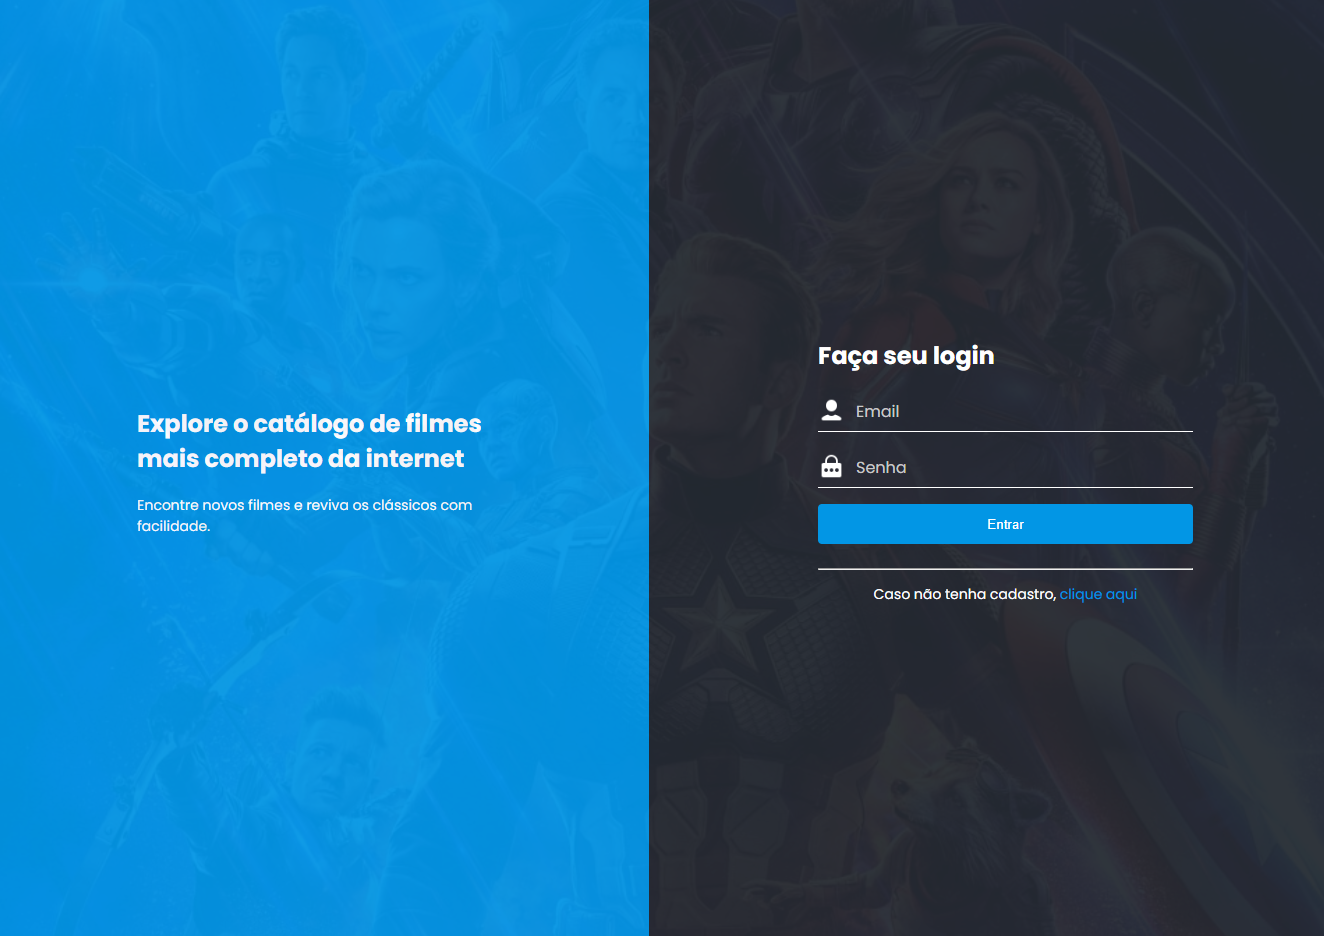 Explore o catálogo de filmes
mais completo da internet
Encontre novos filmes e reviva os clássicos com
facilidade.
Faça seu login
Email
Senha
Entrar
Caso não tenha cadastro, clique aqui